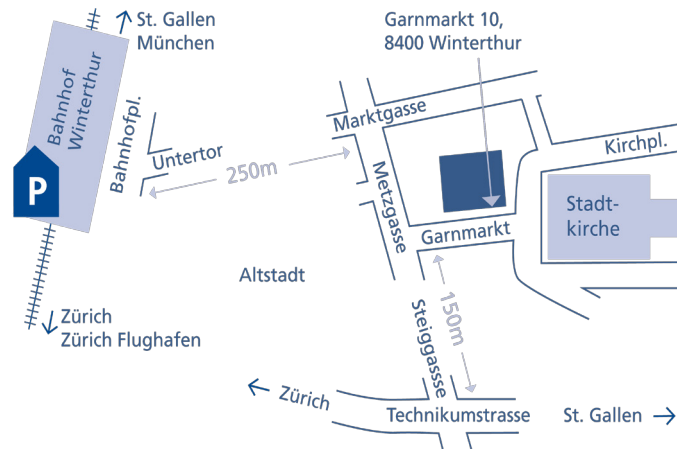 St. Gallen
München
Garnmarkt 10,
8400 Winterthur
Bahnhof
Winterthur
Bahnhofpl.
Untertor
250m
Marktgasse
Metzgasse
Kirchpl.
P
Stadt-
kirche
Garnmarkt
Altstadt
150m
Steiggassse
Zürich
Zürich Flughafen
Zürich
Technikumstrasse
St. Gallen